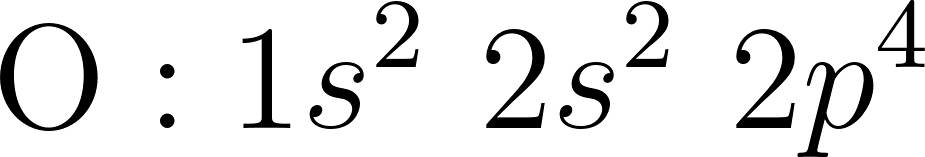 O : 1s² 2s² 2p⁴